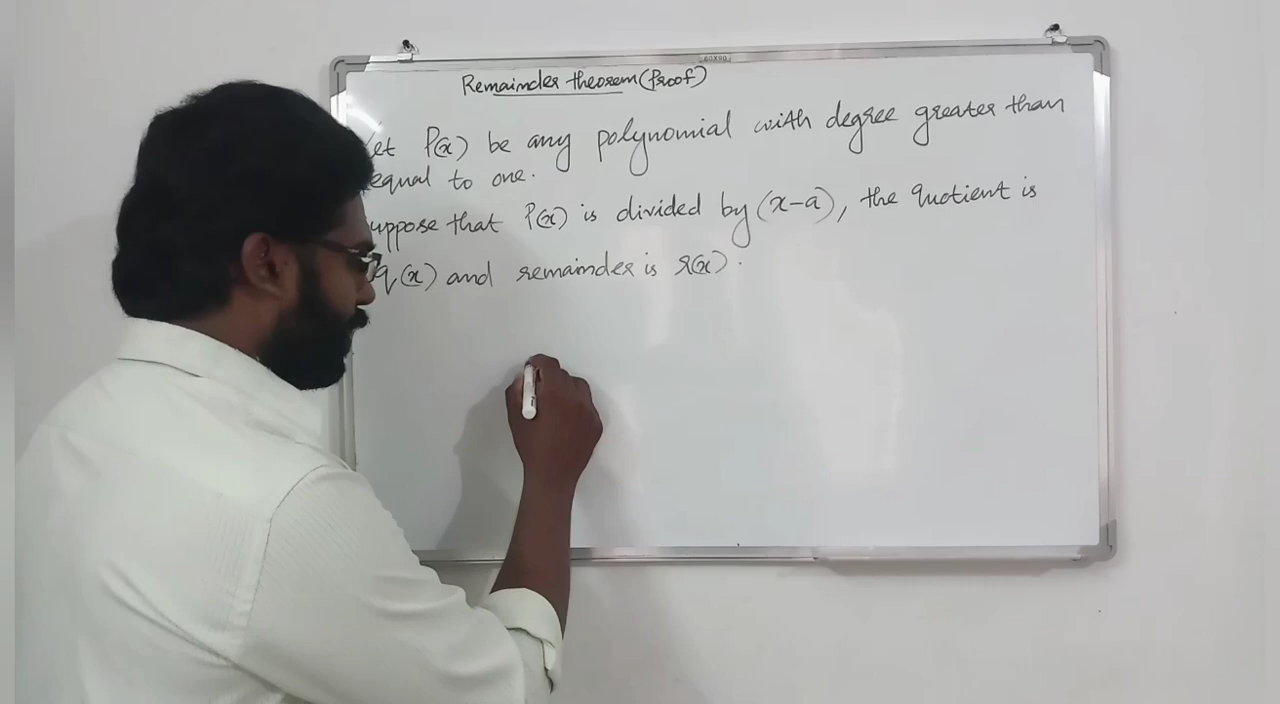 Remainder theorem (Proof)
Let P(x) be any polynomial with degree greater than
equal to one.
uppose that P(x) is divided by (x-a), the quotient is
q(x) and remainder is r(x).